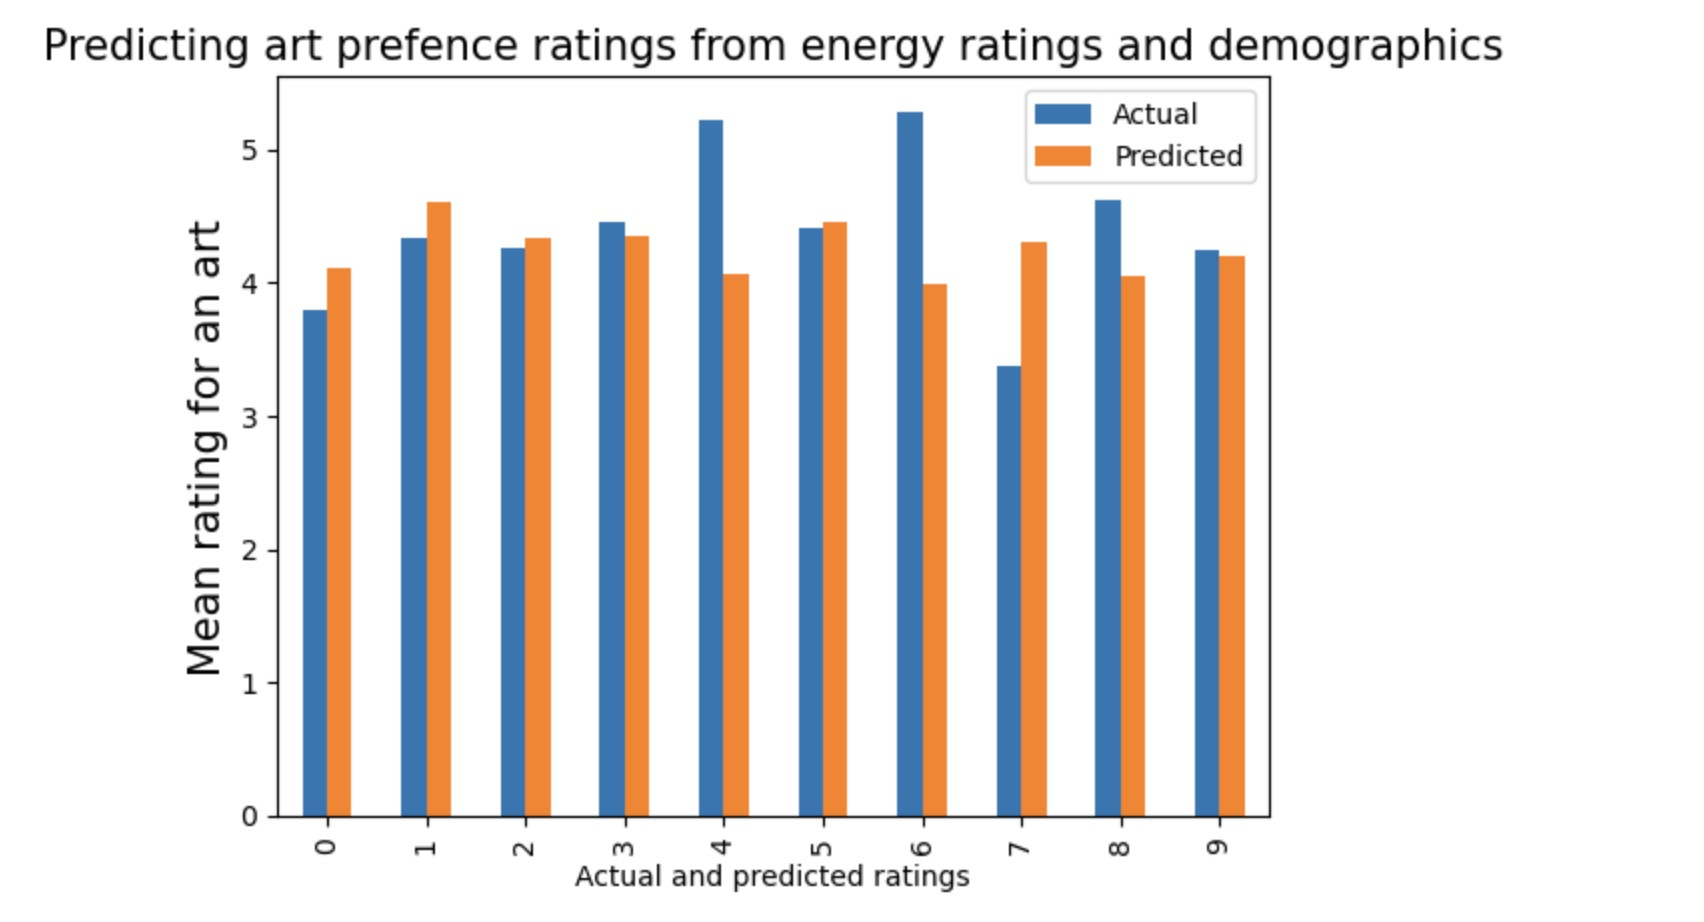 Predicting art prefence ratings from energy ratings and demographics
Actual
Predicted
Mean rating for an art
5
4
3
2
1
0
0 1 2 3 4 5 6 7 8 9
Actual and predicted ratings